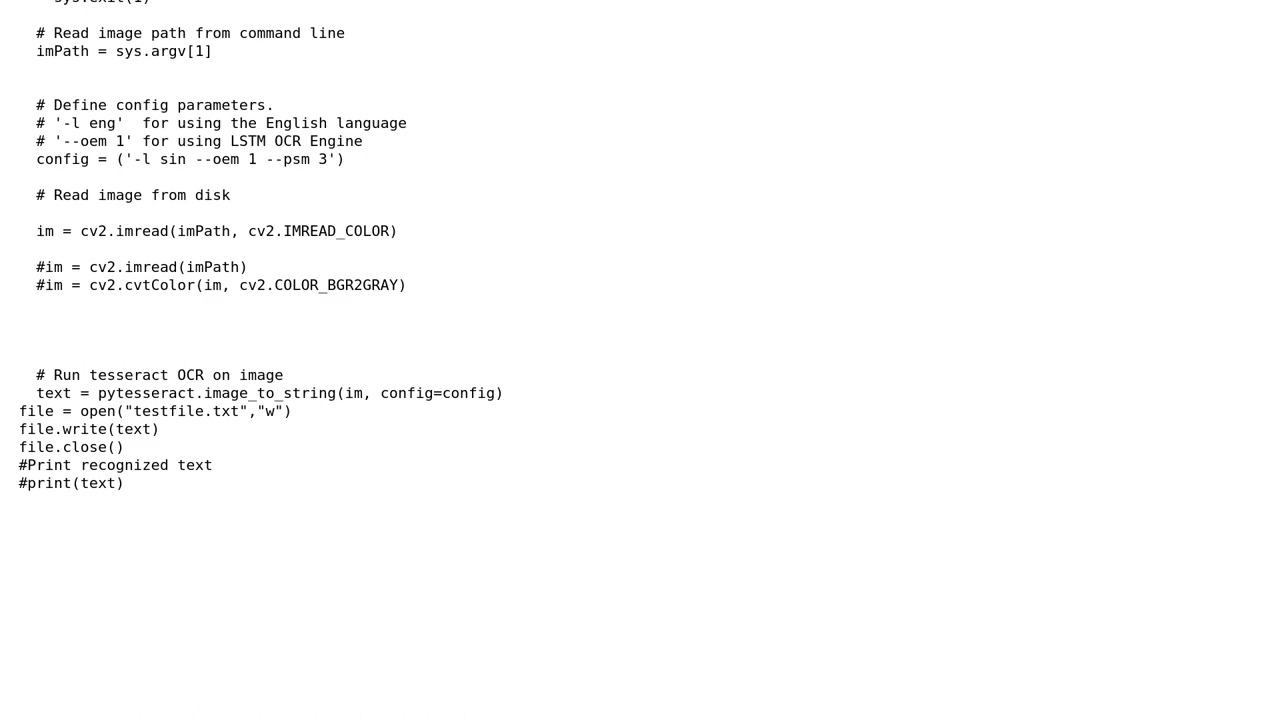 sys.exit(1)
# Read image path from command line
imPath = sys.argv[1]
# Define config parameters.
# '-l eng'  for using the English language
# '--oem 1' for using LSTM OCR Engine
config = ('-l sin --oem 1 --psm 3')
# Read image from disk
im = cv2.imread(imPath, cv2.IMREAD_COLOR)
#im = cv2.imread(imPath)
#im = cv2.cvtColor(im, cv2.COLOR_BGR2GRAY)
# Run tesseract OCR on image
text = pytesseract.image_to_string(im, config=config)
file = open("testfile.txt","w")
file.write(text)
file.close()
#Print recognized text
#print(text)